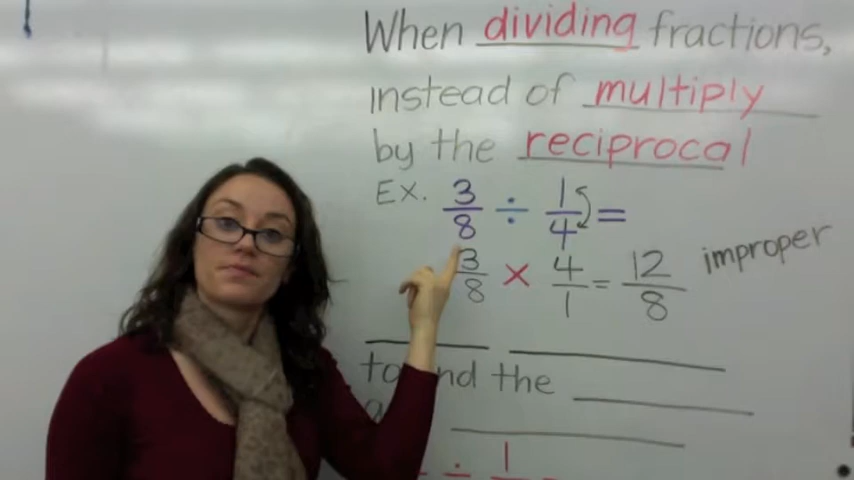 When dividing fractions,
instead of multiply
by the reciprocal
EX. 3/8 ÷ 1/4 =
3/8 × 4/1 = 12/8 improper
the
÷ 1